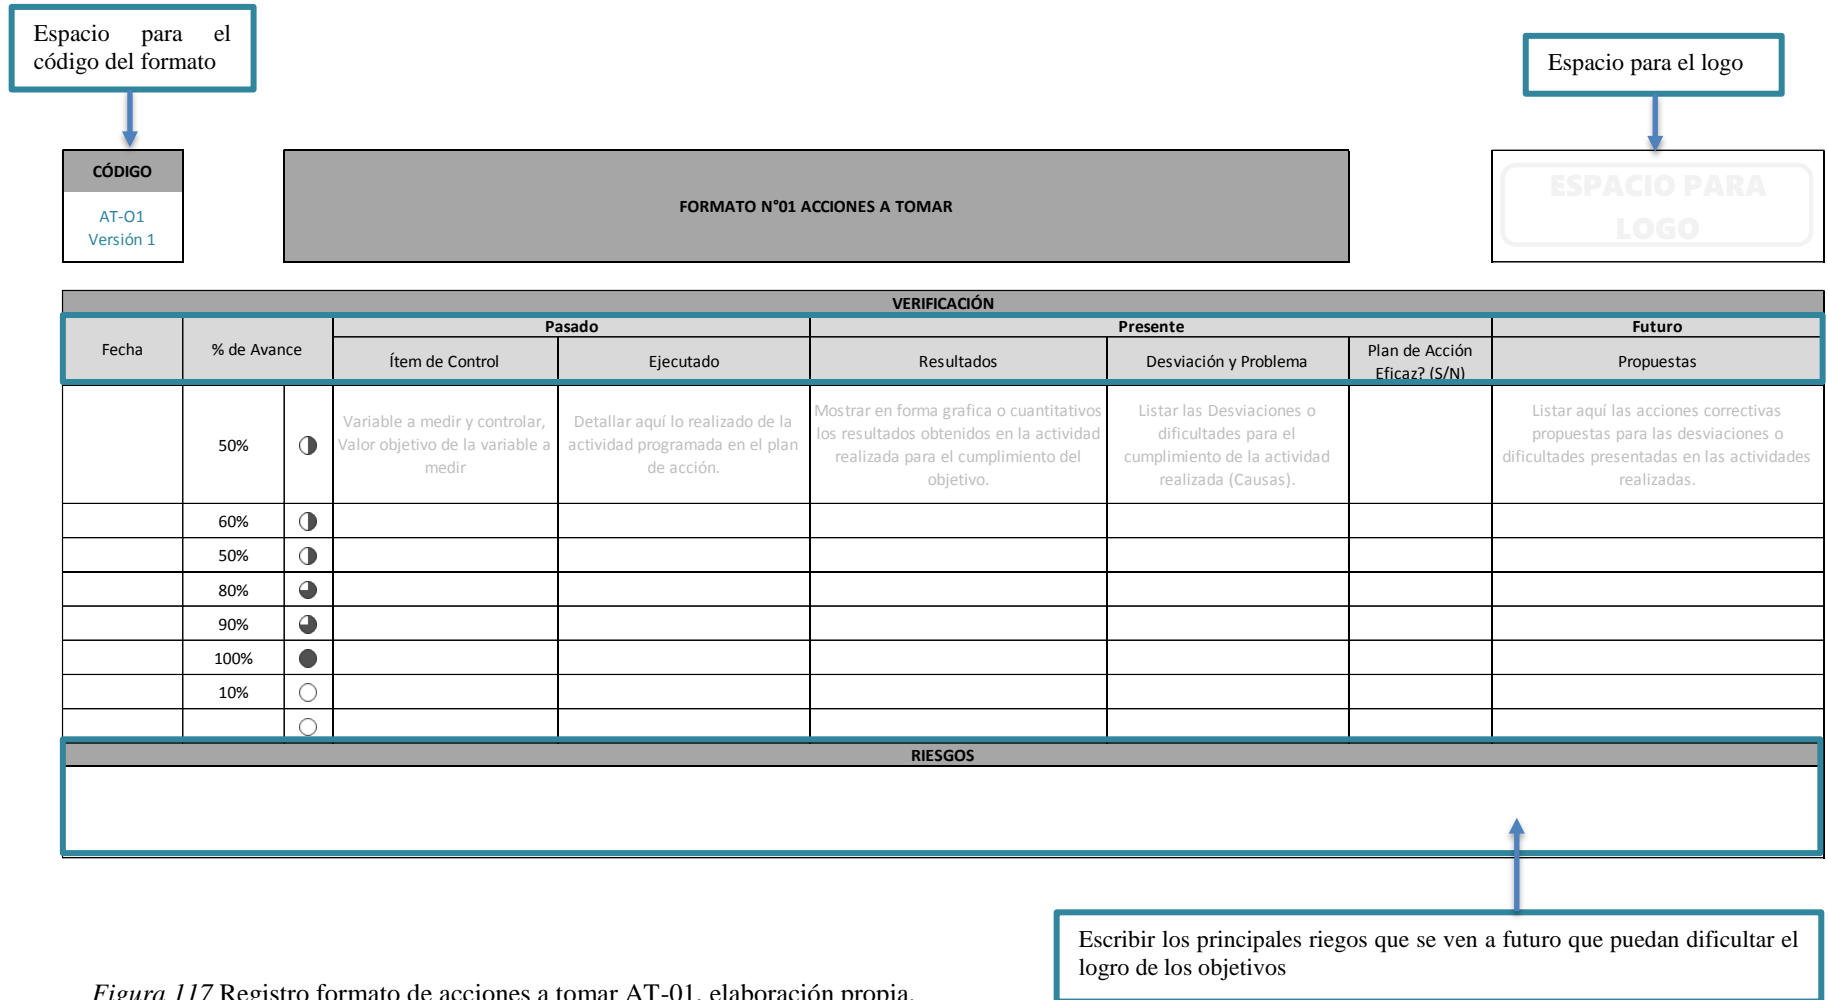 Espacio para el
código del formato
Espacio para el logo
CÓDIGO
AT-O1
Versión 1
FORMATO N°01 ACCIONES A TOMAR
ESPACIO PARA
LOGO
VERIFICACIÓN
Fecha
% de Avance
Pasado
Presente
Futuro
Ítem de Control
Ejecutado
Resultados
Desviación y Problema
Plan de Acción
Eficaz? (S/N)
Propuestas
50%
Variable a medir y controlar,
Valor objetivo de la variable a
medir
Detallar aquí lo realizado de la
actividad programada en el plan
de acción.
Mostrar en forma grafica o cuantitativos
los resultados obtenidos en la actividad
realizada para el cumplimiento del
objetivo.
Listar las Desviaciones o
dificultades para el
cumplimiento de la actividad
realizada (Causas).
Listar aquí las acciones correctivas
propuestas para las desviaciones o
dificultades presentadas en las actividades
realizadas.
60%
50%
80%
90%
100%
10%
RIESGOS
Escribir los principales riegos que se ven a futuro que puedan dificultar el
logro de los objetivos
Figura 117 Registro formato de acciones a tomar AT-01, elaboración propia.